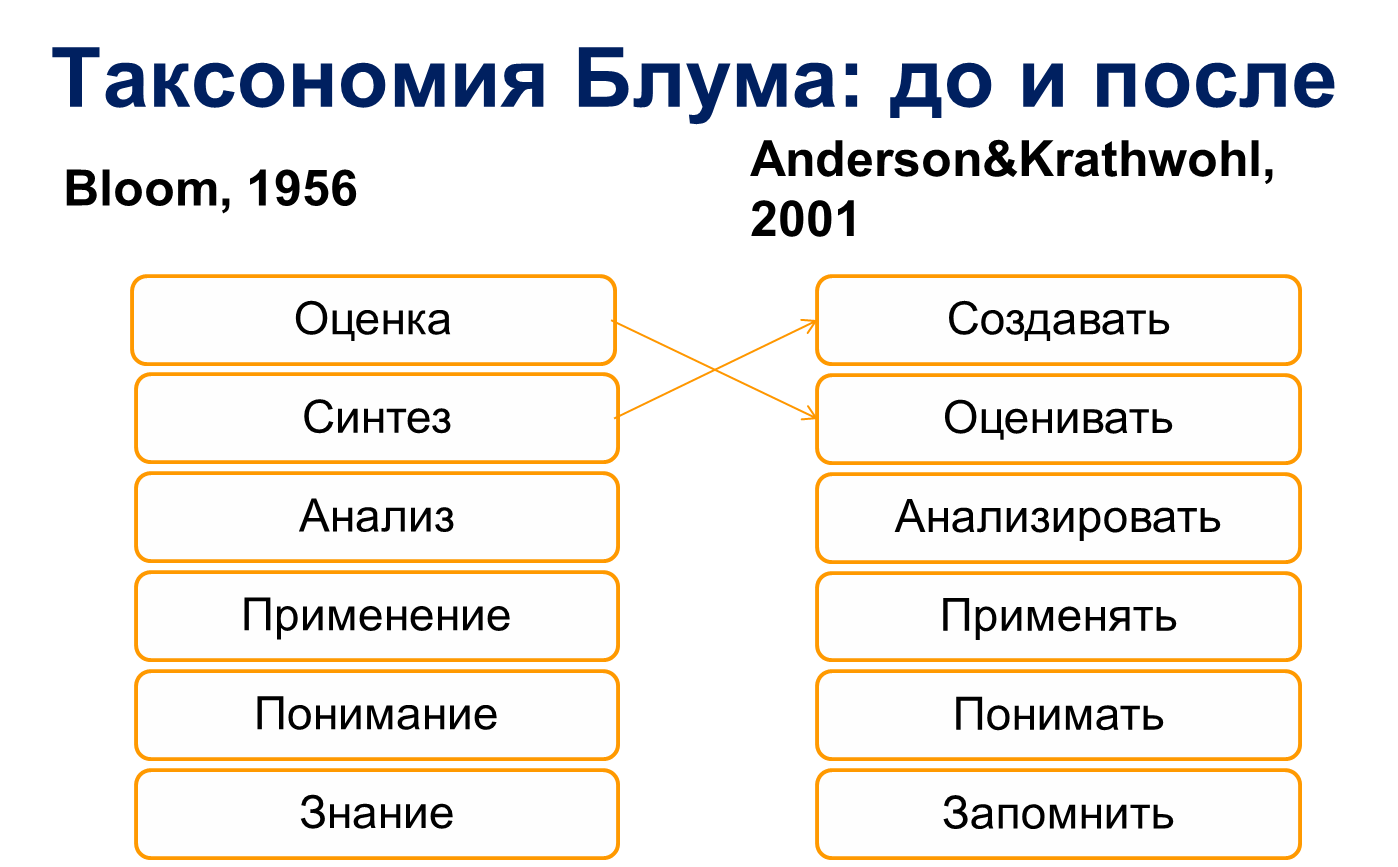 Таксономия Блума: до и после
Bloom, 1956
Anderson&Krathwohl,
2001
Оценка
Синтез
Анализ
Применение
Понимание
Знание
Создавать
Оценивать
Анализировать
Применять
Понимать
Запомнить